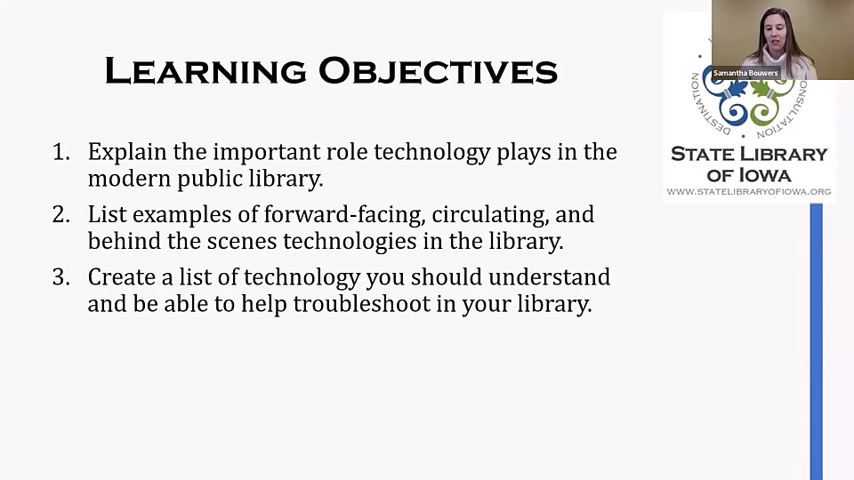 LEARNING OBJECTIVES
1. Explain the important role technology plays in the
modern public library.
2. List examples of forward-facing, circulating, and
behind the scenes technologies in the library.
3. Create a list of technology you should understand
and be able to help troubleshoot in your library.
Samantha Bouwers
DESTINATION
CONSULTATION
STATE LIBRARY
OF IOWA
WWW.STATELIBRARYOFIOWA.ORG